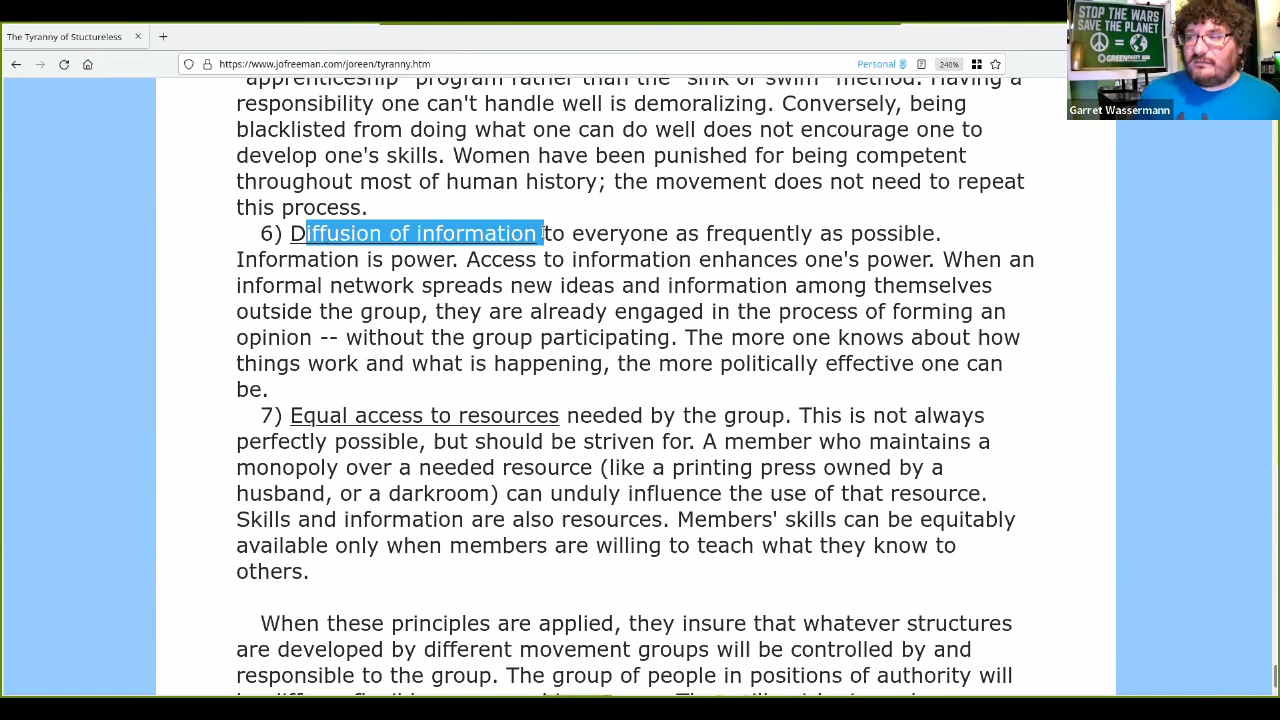 The Tyranny of Stuctureless
https://www.jofreeman.com/joreen/tyranny.htm
Personal
240%
STOP THE WARS
SAVE THE PLANET
=
GREENPARTY
Garret Wassermann
"apprenticeship" program rather than the "sink or swim" method. Having a
responsibility one can't handle well is demoralizing. Conversely, being
blacklisted from doing what one can do well does not encourage one to
develop one's skills. Women have been punished for being competent
throughout most of human history; the movement does not need to repeat
this process.
6) Diffusion of information to everyone as frequently as possible.
Information is power. Access to information enhances one's power. When an
informal network spreads new ideas and information among themselves
outside the group, they are already engaged in the process of forming an
opinion -- without the group participating. The more one knows about how
things work and what is happening, the more politically effective one can
be.
7) Equal access to resources needed by the group. This is not always
perfectly possible, but should be striven for. A member who maintains a
monopoly over a needed resource (like a printing press owned by a
husband, or a darkroom) can unduly influence the use of that resource.
Skills and information are also resources. Members' skills can be equitably
available only when members are willing to teach what they know to
others.
When these principles are applied, they insure that whatever structures
are developed by different movement groups will be controlled by and
responsible to the group. The group of people in positions of authority will